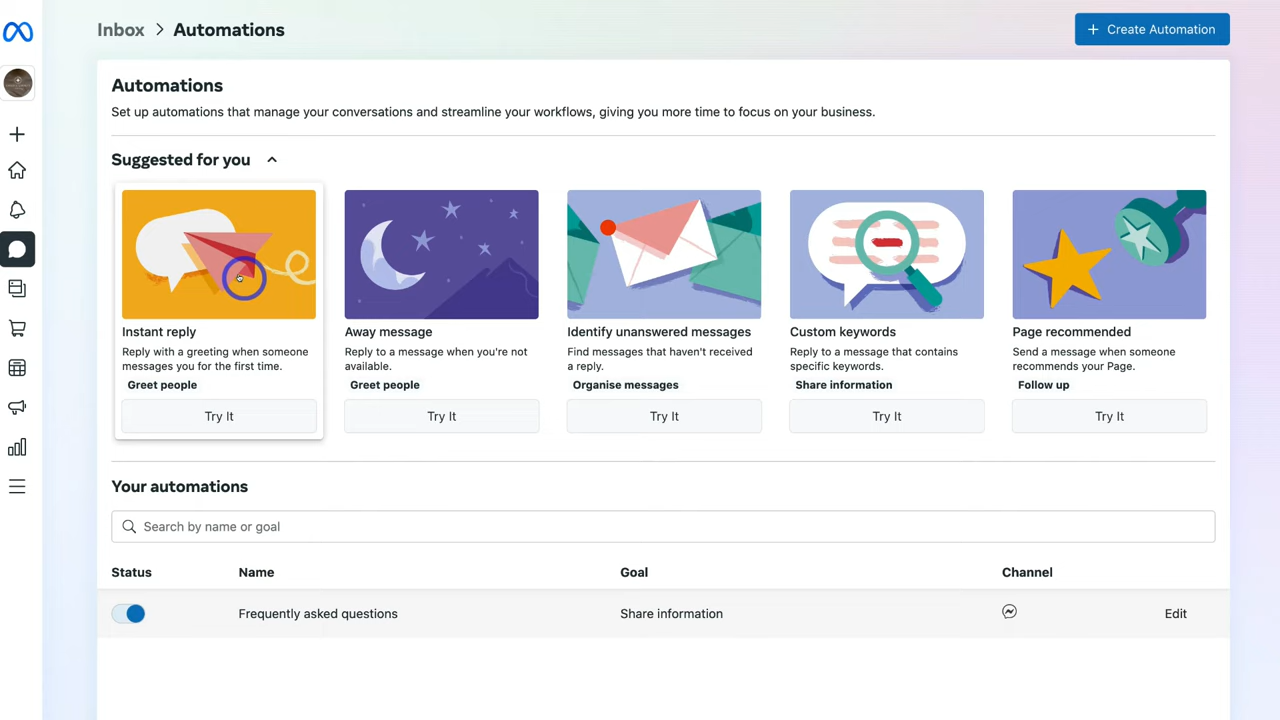 Inbox > Automations
+ Create Automation
Automations
Set up automations that manage your conversations and streamline your workflows, giving you more time to focus on your business.
Suggested for you
Instant reply
Reply with a greeting when someone
messages you for the first time.
Greet people
Try It
Away message
Reply to a message when you're not
available.
Greet people
Try It
Identify unanswered messages
Find messages that haven't received
a reply.
Organise messages
Try It
Custom keywords
Reply to a message that contains
specific keywords.
Share information
Try It
Page recommended
Send a message when someone
recommends your Page.
Follow up
Try It
Your automations
Search by name or goal
Status Name Goal Channel
Frequently asked questions Share information Edit